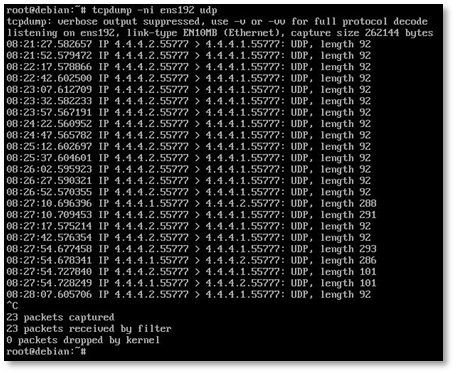 root@debian:~# tcpdump -ni ens192 udp
tcpdump: verbose output suppressed, use -v or -vv for full protocol decode
listening on ens192, link-type EN10MB (Ethernet), capture size 262144 bytes
08:21:27.582657 IP 4.4.4.2.55777 > 4.4.4.1.55777: UDP, length 92
08:21:52.579472 IP 4.4.4.2.55777 > 4.4.4.1.55777: UDP, length 92
08:22:17.578866 IP 4.4.4.2.55777 > 4.4.4.1.55777: UDP, length 92
08:22:42.602500 IP 4.4.4.2.55777 > 4.4.4.1.55777: UDP, length 92
08:23:07.612709 IP 4.4.4.2.55777 > 4.4.4.1.55777: UDP, length 92
08:23:32.582233 IP 4.4.4.2.55777 > 4.4.4.1.55777: UDP, length 92
08:23:57.567191 IP 4.4.4.2.55777 > 4.4.4.1.55777: UDP, length 92
08:24:22.560952 IP 4.4.4.2.55777 > 4.4.4.1.55777: UDP, length 92
08:24:47.565782 IP 4.4.4.2.55777 > 4.4.4.1.55777: UDP, length 92
08:25:12.602697 IP 4.4.4.2.55777 > 4.4.4.1.55777: UDP, length 92
08:25:37.604601 IP 4.4.4.2.55777 > 4.4.4.1.55777: UDP, length 92
08:26:02.595923 IP 4.4.4.2.55777 > 4.4.4.1.55777: UDP, length 92
08:26:27.590321 IP 4.4.4.2.55777 > 4.4.4.1.55777: UDP, length 92
08:26:52.570355 IP 4.4.4.2.55777 > 4.4.4.1.55777: UDP, length 92
08:27:10.696396 IP 4.4.4.1.55777 > 4.4.4.2.55777: UDP, length 288
08:27:10.709453 IP 4.4.4.2.55777 > 4.4.4.1.55777: UDP, length 291
08:27:17.575214 IP 4.4.4.2.55777 > 4.4.4.1.55777: UDP, length 92
08:27:42.576354 IP 4.4.4.2.55777 > 4.4.4.1.55777: UDP, length 92
08:27:54.677458 IP 4.4.4.2.55777 > 4.4.4.1.55777: UDP, length 293
08:27:54.678341 IP 4.4.4.1.55777 > 4.4.4.2.55777: UDP, length 286
08:27:54.727840 IP 4.4.4.2.55777 > 4.4.4.1.55777: UDP, length 101
08:27:54.728249 IP 4.4.4.1.55777 > 4.4.4.2.55777: UDP, length 101
08:28:07.605706 IP 4.4.4.2.55777 > 4.4.4.1.55777: UDP, length 92
^C
23 packets captured
23 packets received by filter
0 packets dropped by kernel
root@debian:~#